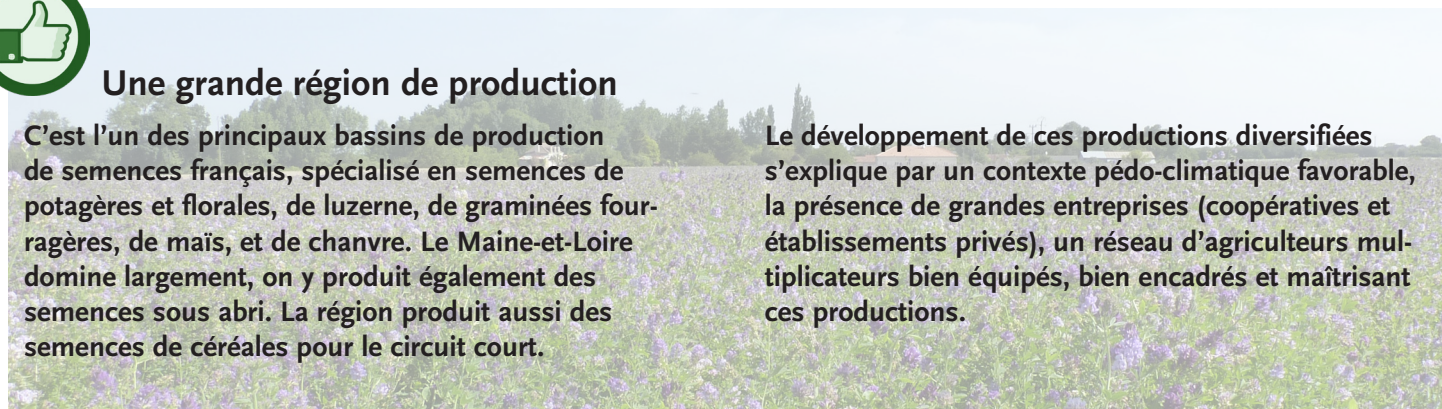 Une grande région de production
C’est l’un des principaux bassins de production
de semences français, spécialisé en semences de
potagères et florales, de luzerne, de graminées four-
ragères, de maïs, et de chanvre. Le Maine-et-Loire
domine largement, on y produit également des
semences sous abri. La région produit aussi des
semences de céréales pour le circuit court.
Le développement de ces productions diversifiées
s’explique par un contexte pédo-climatique favorable,
la présence de grandes entreprises (coopératives et
établissements privés), un réseau d’agriculteurs mul-
tiplicateurs bien équipés, bien encadrés et maîtrisant
ces productions.